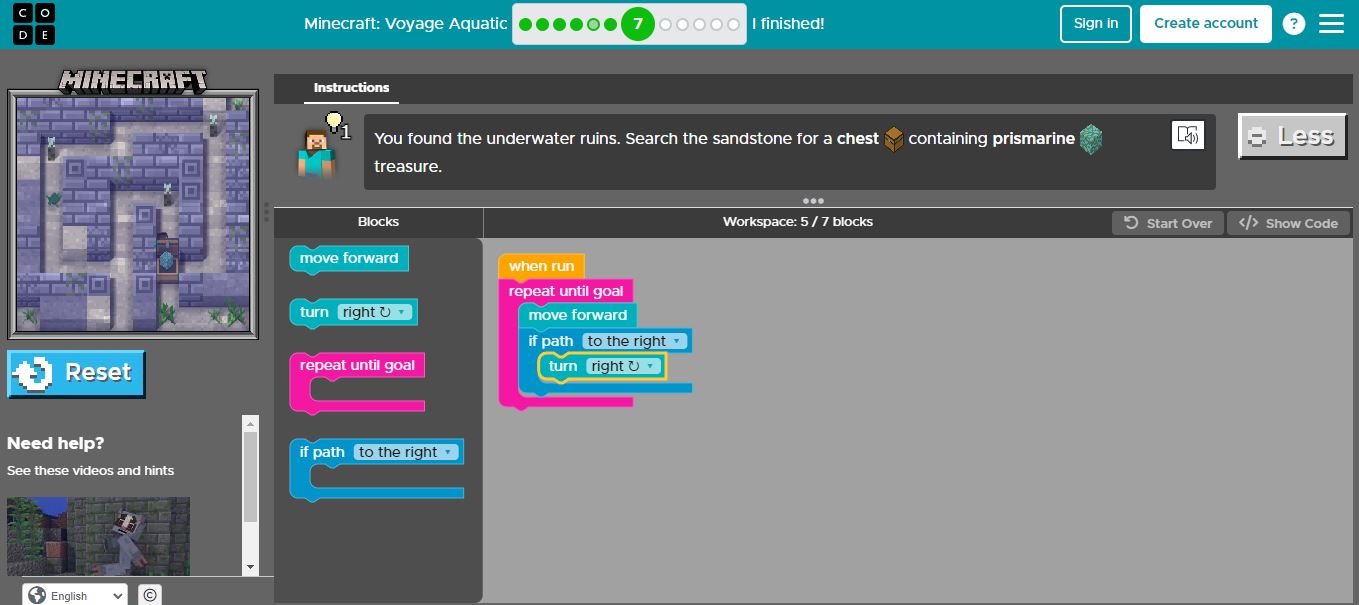 CO
DE
Minecraft: Voyage Aquatic
7
I finished!
Sign in
Create account
?
MINECRAFT
Instructions
1
You found the underwater ruins. Search the sandstone for a chest containing prismarine
treasure.
Less
Blocks
Workspace: 5 / 7 blocks
Start Over
</> Show Code
move forward
turn right ↻
repeat until goal
if path to the right
when run
repeat until goal
move forward
if path to the right
turn right ↻
Reset
Need help?
See these videos and hints
English
©